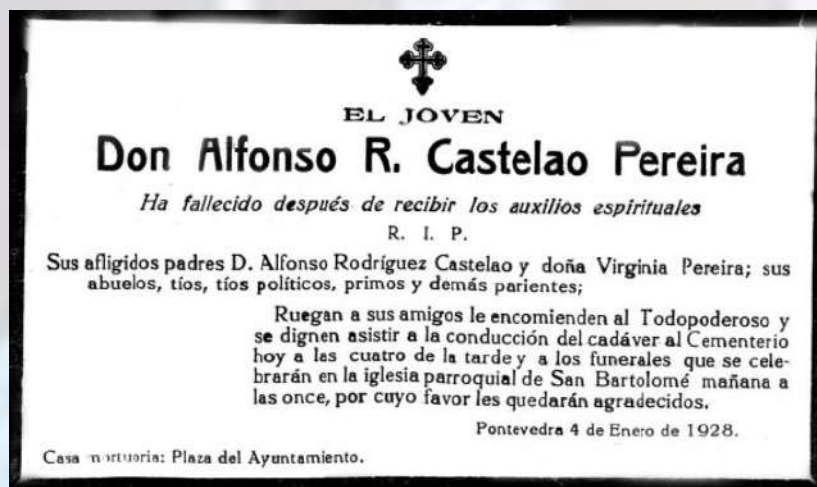 EL JOVEN
Don Alfonso R. Castelao Pereira
Ha fallecido después de recibir los auxilios espirituales
R. I. P.
Sus afligidos padres D. Alfonso Rodríguez Castelao y doña Virginia Pereira; sus
abuelos, tíos, tíos políticos, primos y demás parientes;
Ruegan a sus amigos le encomienden al Todopoderoso y
se dignen asistir a la conducción del cadáver al Cementerio
hoy a las cuatro de la tarde y a los funerales que se cele-
brarán en la iglesia parroquial de San Bartolomé mañana a
las once, por cuyo favor les quedarán agradecidos.
Pontevedra 4 de Enero de 1928.
Casa mortuoria: Plaza del Ayuntamiento.